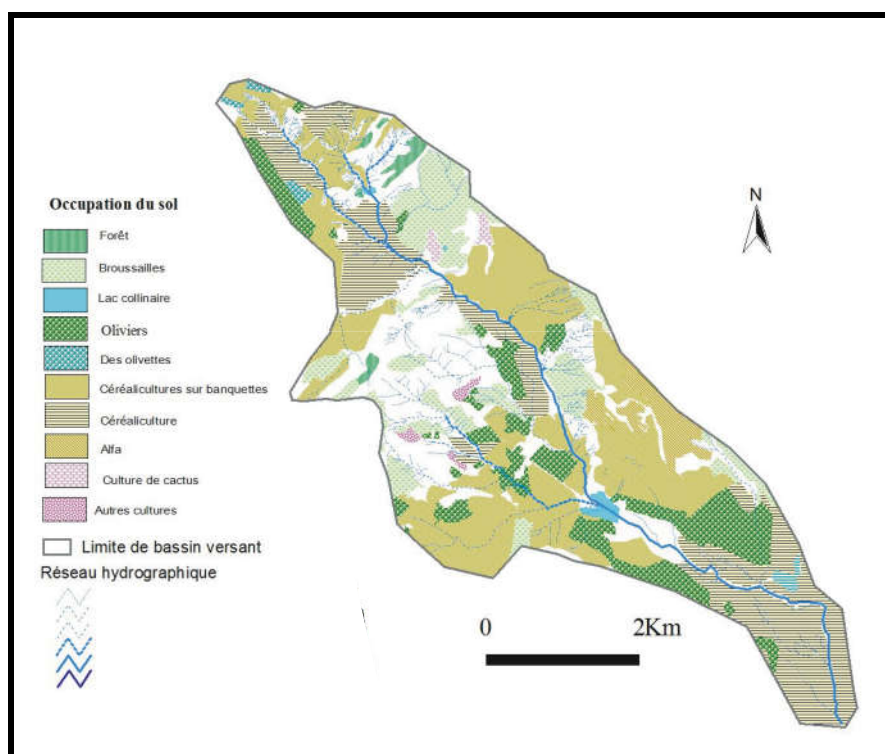 Occupation du sol
Forêt
Broussailles
Lac collinaire
Oliviers
Des olivettes
Céréalicultures sur banquettes
Céréaliculture
Alfa
Culture de cactus
Autres cultures
Limite de bassin versant
Réseau hydrographique
N
0 2Km